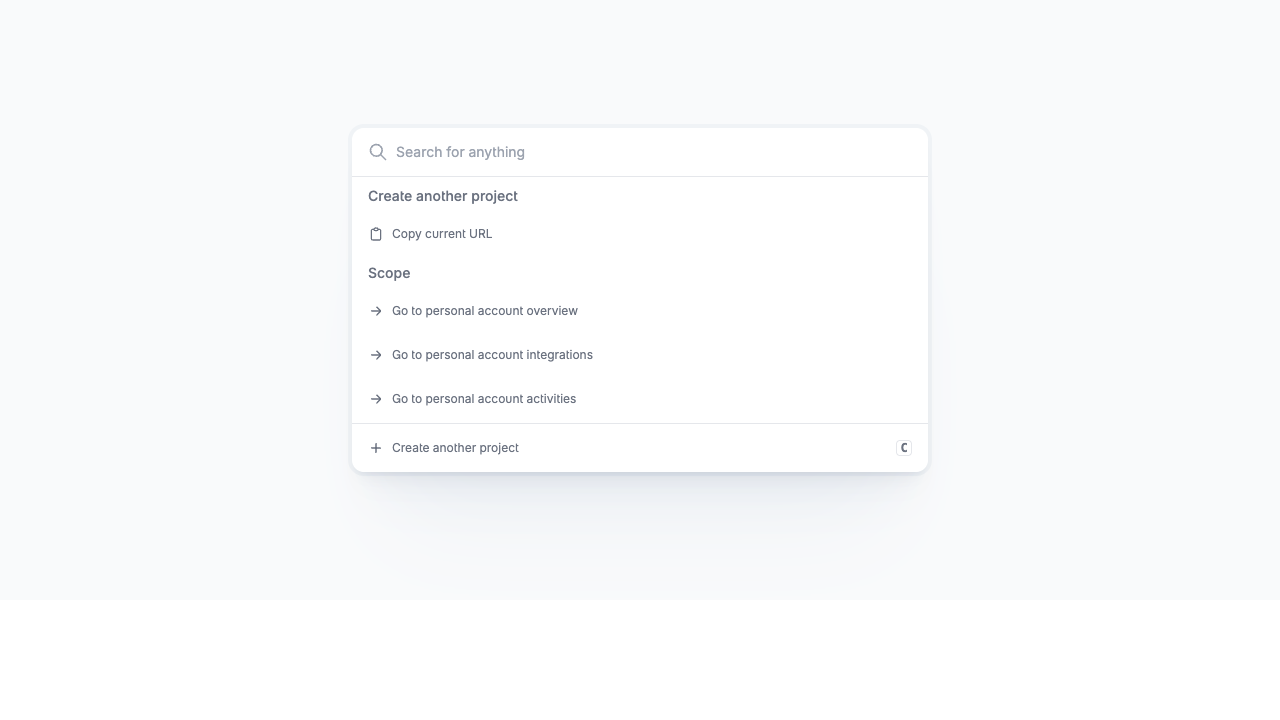 Search for anything
Create another project
Copy current URL
Scope
Go to personal account overview
Go to personal account integrations
Go to personal account activities
Create another project C